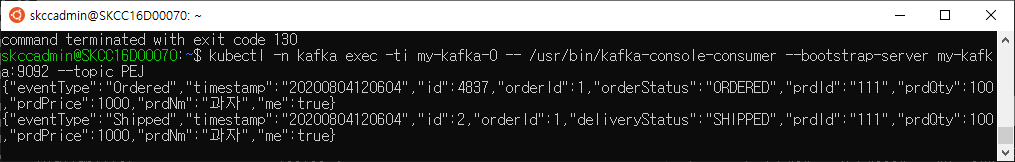 skccadmin@SKCC16D00070: ~
command terminated with exit code 130
skccadmin@SKCC16D00070:~$ kubectl -n kafka exec -ti my-kafka-0 -- /usr/bin/kafka-console-consumer --bootstrap-server my-kafk
a:9092 --topic PEJ
{"eventType":"Ordered","timestamp":"20200804120604","id":4837,"orderId":1,"orderStatus":"ORDERED","prdId":"111","prdQty":100
,"prdPrice":1000,"prdNm":"과자","me":true}
{"eventType":"Shipped","timestamp":"20200804120604","id":2,"orderId":1,"deliveryStatus":"SHIPPED","prdId":"111","prdQty":100
,"prdPrice":1000,"prdNm":"과자","me":true}